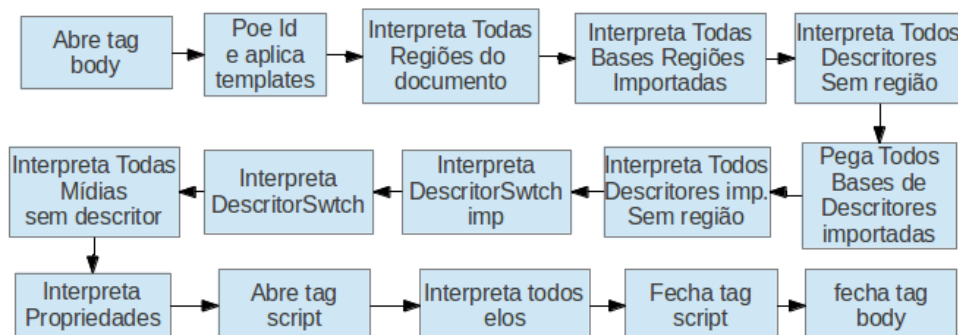 Abre tag
body
Poe Id
e aplica
templates
Interpreta Todas
Regiões do
documento
Interpreta Todas
Bases Regiões
Importadas
Interpreta Todos
Descritores
Sem região
Pega Todos
Bases de
Descritores
importadas
Interpreta Todos
Descritores imp.
Sem região
Interpreta
DescritorSwtch
imp
Interpreta
DescritorSwtch
Interpreta Todas
Mídias
sem descritor
Interpreta
Propriedades
Abre tag
script
Interpreta todos
elos
Fecha tag
script
fecha tag
body